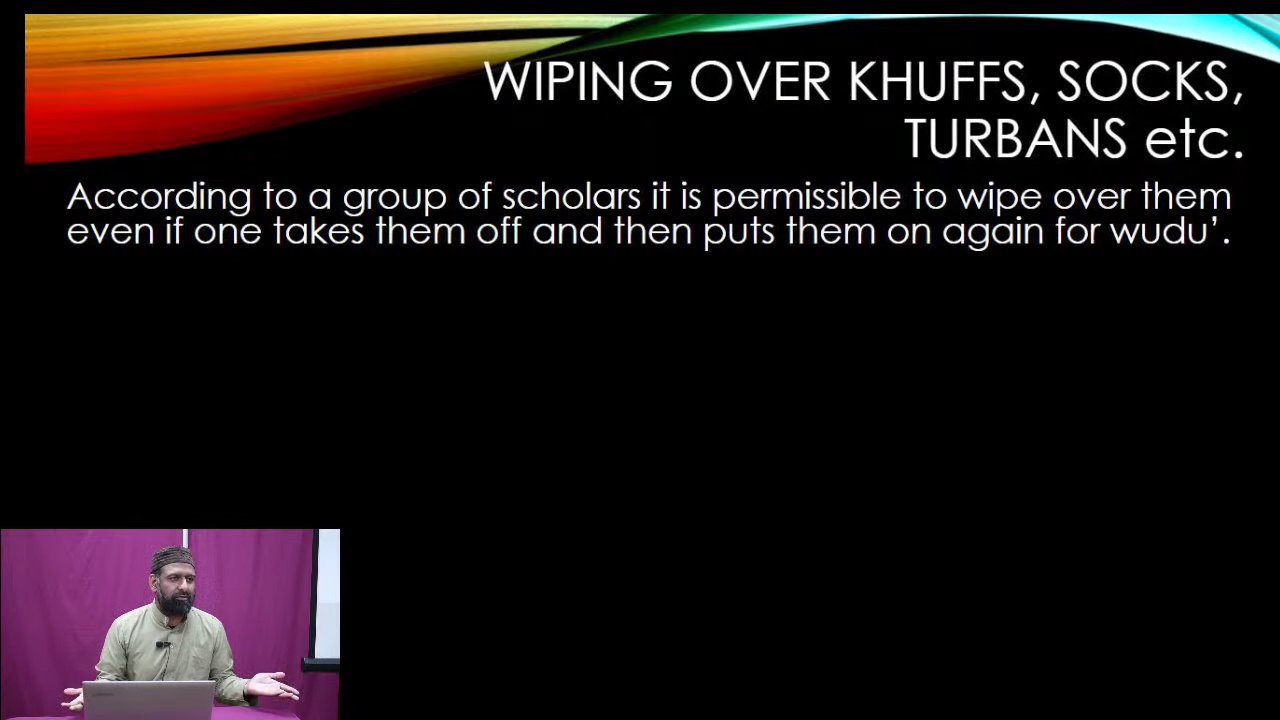 WIPING OVER KHUFFS, SOCKS,
TURBANS etc.
According to a group of scholars it is permissible to wipe over them
even if one takes them off and then puts them on again for wudu’.